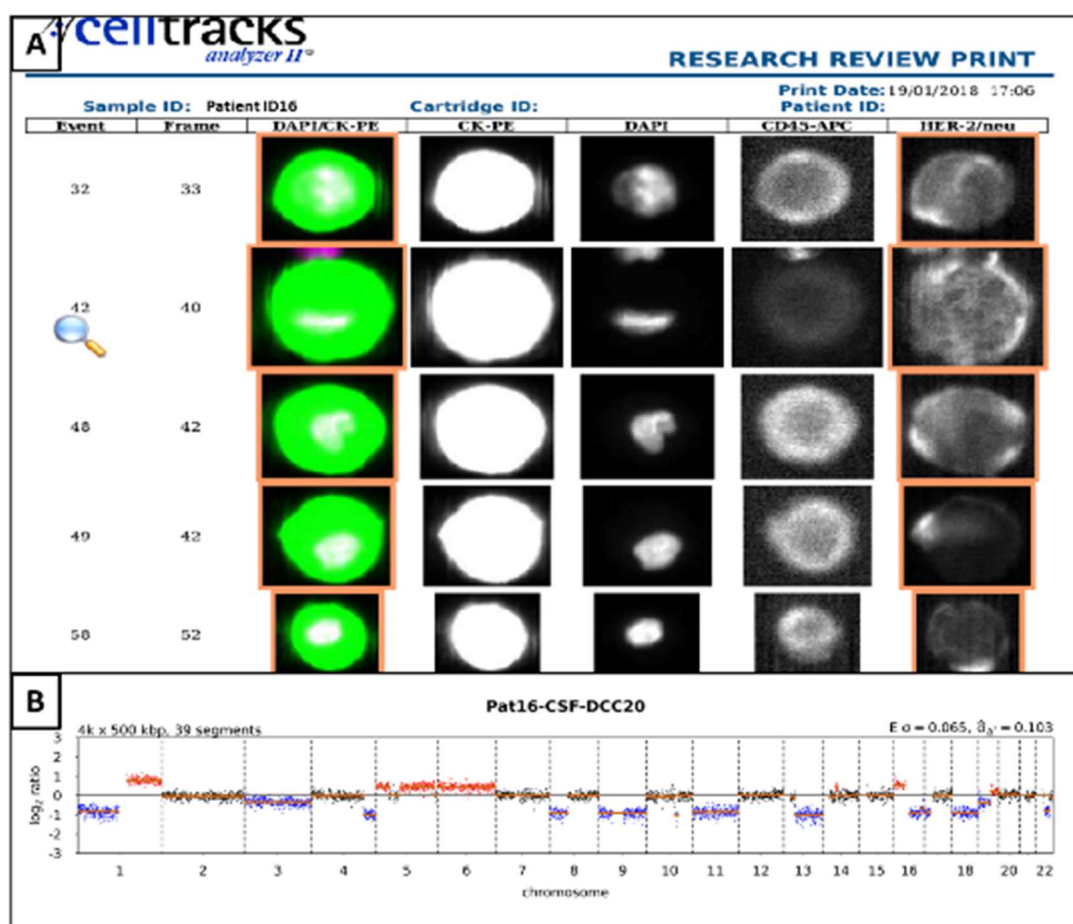 A
celltracks
analyzer II™
RESEARCH REVIEW PRINT
Print Date: 19/01/2018 17:06
Sample ID: Patient ID16 Cartridge ID: Patient ID:
Event Frame DAPI/CK-PE CK-PE DAPI CD45-APC HER-2/neu
32 33
42 40
48 42
49 42
58 52
B
Pat16-CSF-DCC20
4k x 500 kbp, 39 segments
3
2
1
0
-1
-2
-3
log2 ratio
1 2 3 4 5 6 7 8 9 10 11 12 13 14 15 16 18 20 22
chromosome